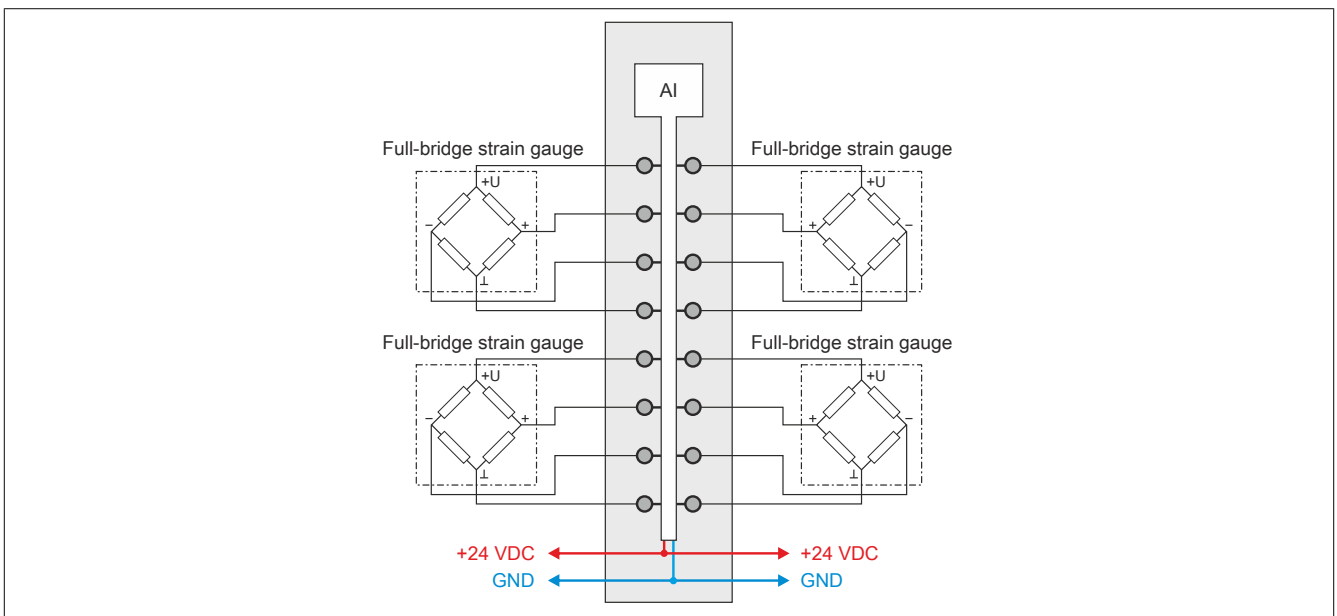 AI
Full-bridge strain gauge Full-bridge strain gauge
+U +U
− + + −
⊥ ⊥
Full-bridge strain gauge Full-bridge strain gauge
+U +U
− + + −
⊥ ⊥
+24 VDC +24 VDC
GND GND